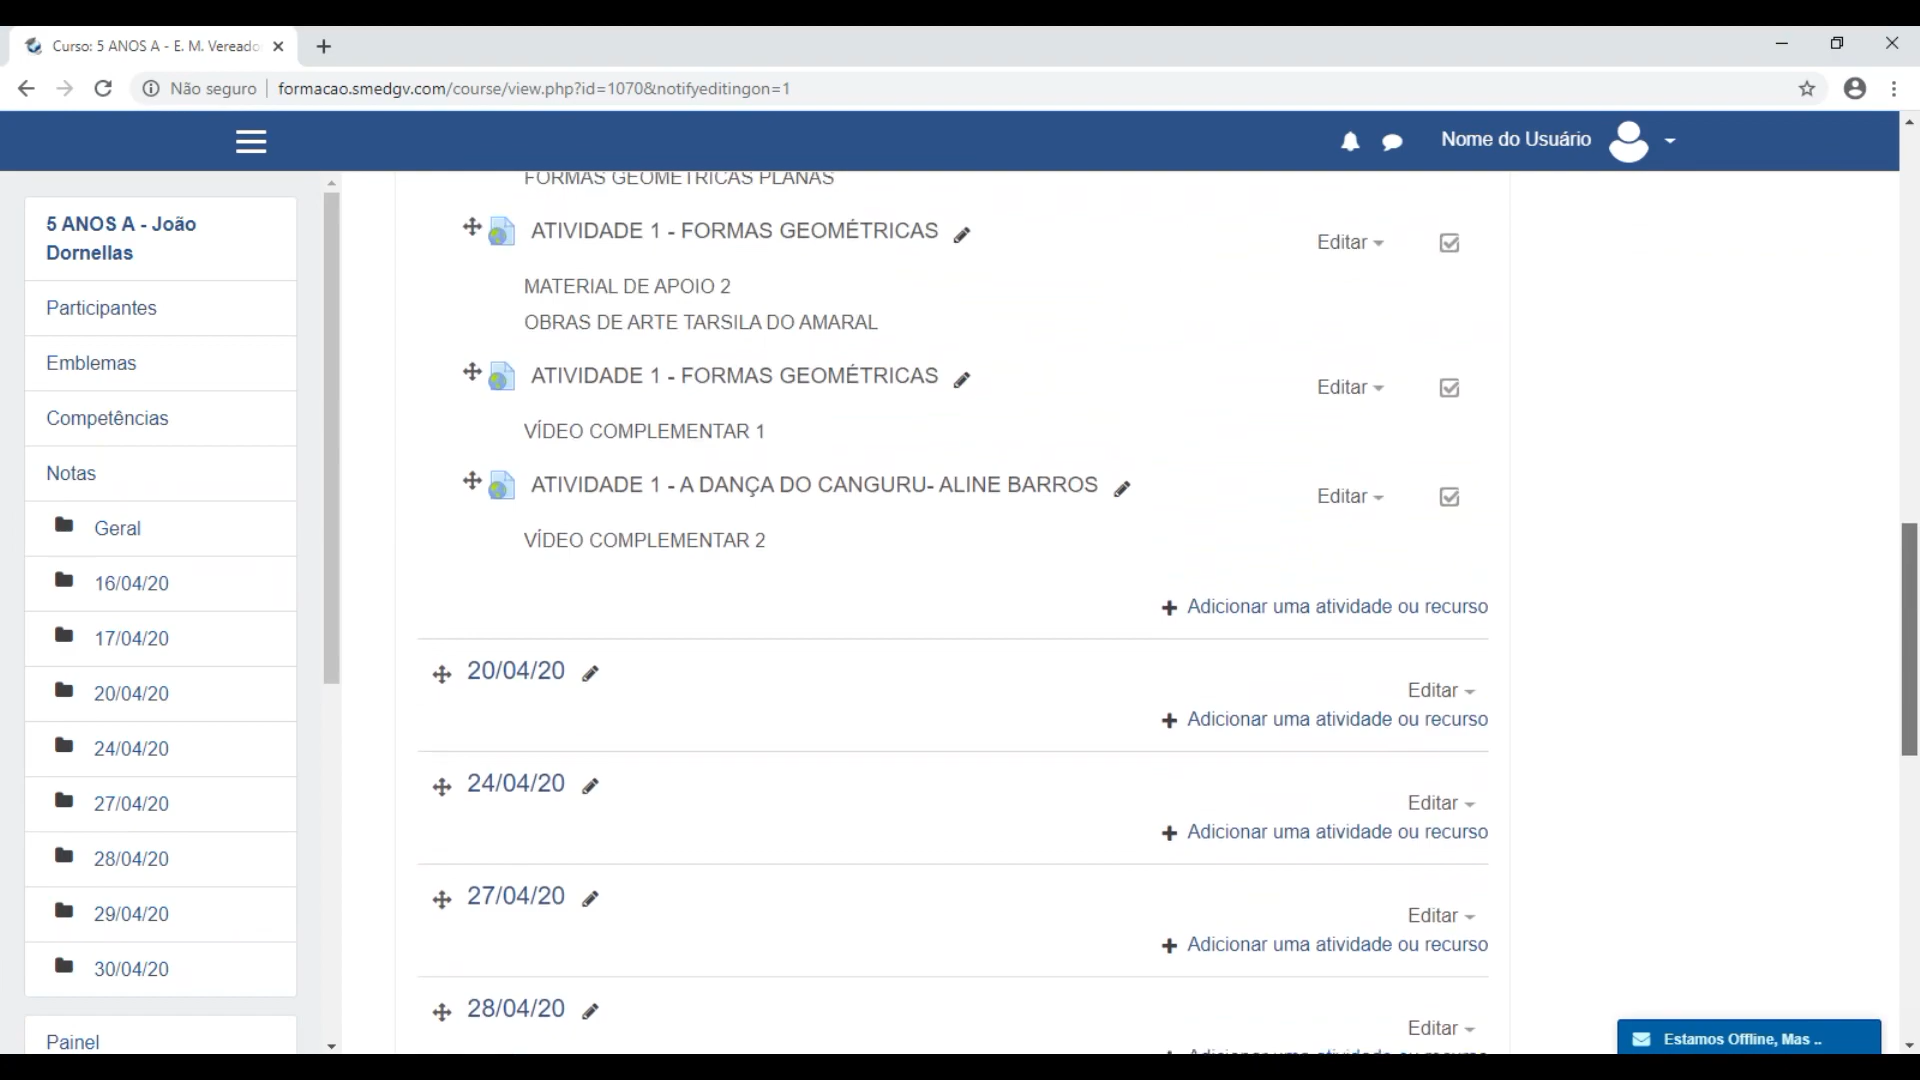 Curso: 5 ANOS A - E. M. Vereado
Não seguro
formacao.smedgv.com/course/view.php?id=1070&notifyeditingon=1
Nome do Usuário
5 ANOS A - João
Dornellas
Participantes
Emblemas
Competências
Notas
Geral
16/04/20
17/04/20
20/04/20
24/04/20
27/04/20
28/04/20
29/04/20
30/04/20
Painel
FORMAS GEOMÉTRICAS PLANAS
ATIVIDADE 1 - FORMAS GEOMÉTRICAS
Editar
MATERIAL DE APOIO 2
OBRAS DE ARTE TARSILA DO AMARAL
ATIVIDADE 1 - FORMAS GEOMÉTRICAS
Editar
VÍDEO COMPLEMENTAR 1
ATIVIDADE 1 - A DANÇA DO CANGURU- ALINE BARROS
Editar
VÍDEO COMPLEMENTAR 2
Adicionar uma atividade ou recurso
20/04/20
Editar
Adicionar uma atividade ou recurso
24/04/20
Editar
Adicionar uma atividade ou recurso
27/04/20
Editar
Adicionar uma atividade ou recurso
28/04/20
Editar
Adicionar uma atividade ou recurso
Estamos Offline, Mas ..